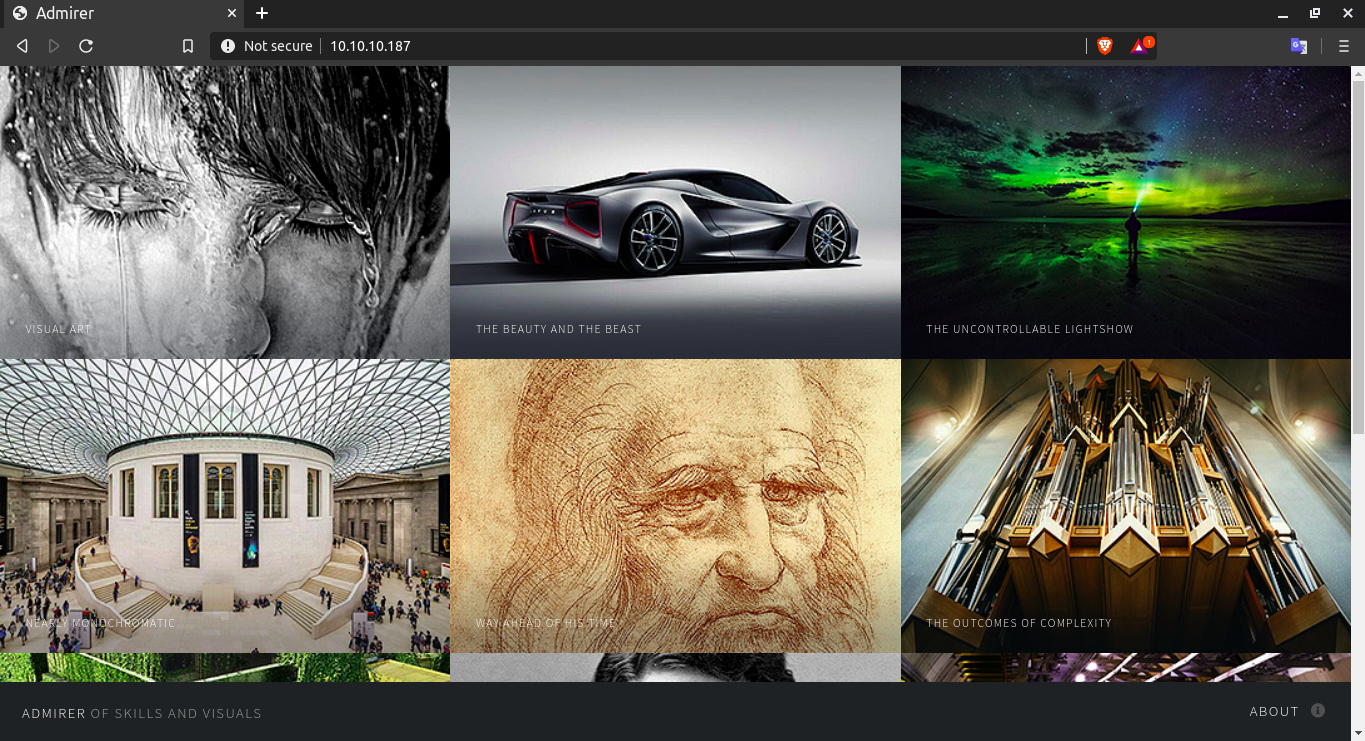 Admirer
Not secure
10.10.10.187
1
VISUAL ART
THE BEAUTY AND THE BEAST
THE UNCONTROLLABLE LIGHTSHOW
NEARLY MONOCHROMATIC
WAY AHEAD OF HIS TIME
THE OUTCOMES OF COMPLEXITY
ADMIRER OF SKILLS AND VISUALS
ABOUT